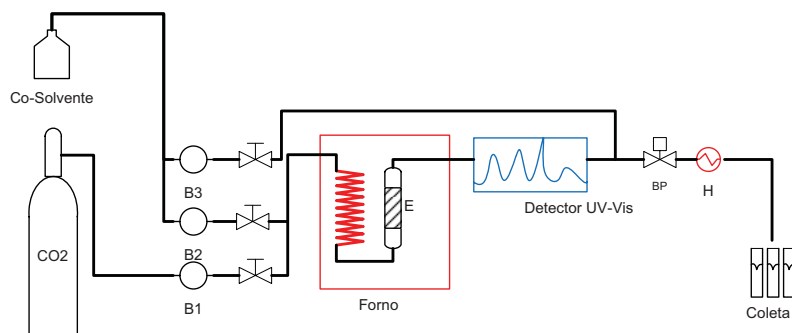 Co-Solvente
B3
E
Detector UV-Vis
BP
H
B2
CO2
B1
Forno
Coleta